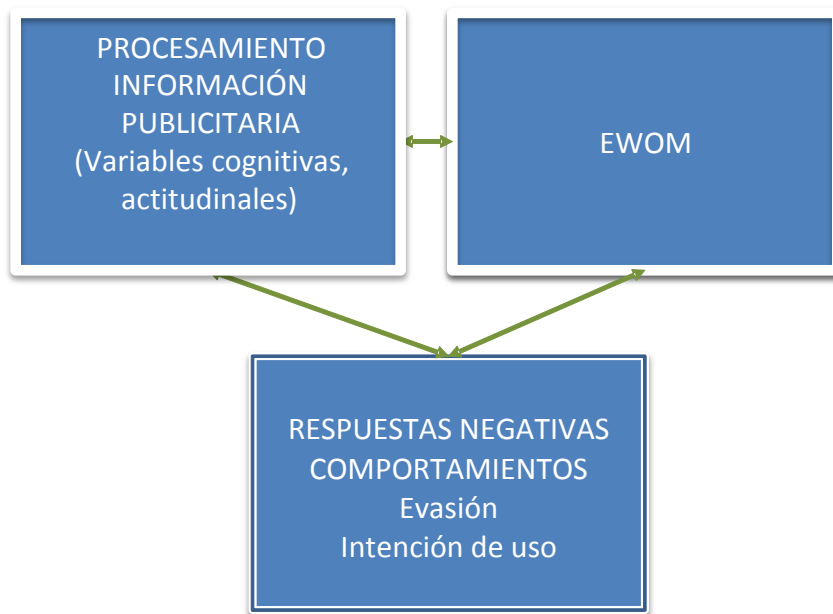 PROCESAMIENTO
INFORMACIÓN
PUBLICITARIA
(Variables cognitivas,
actitudinales)
EWOM
RESPUESTAS NEGATIVAS
COMPORTAMIENTOS
Evasión
Intención de uso